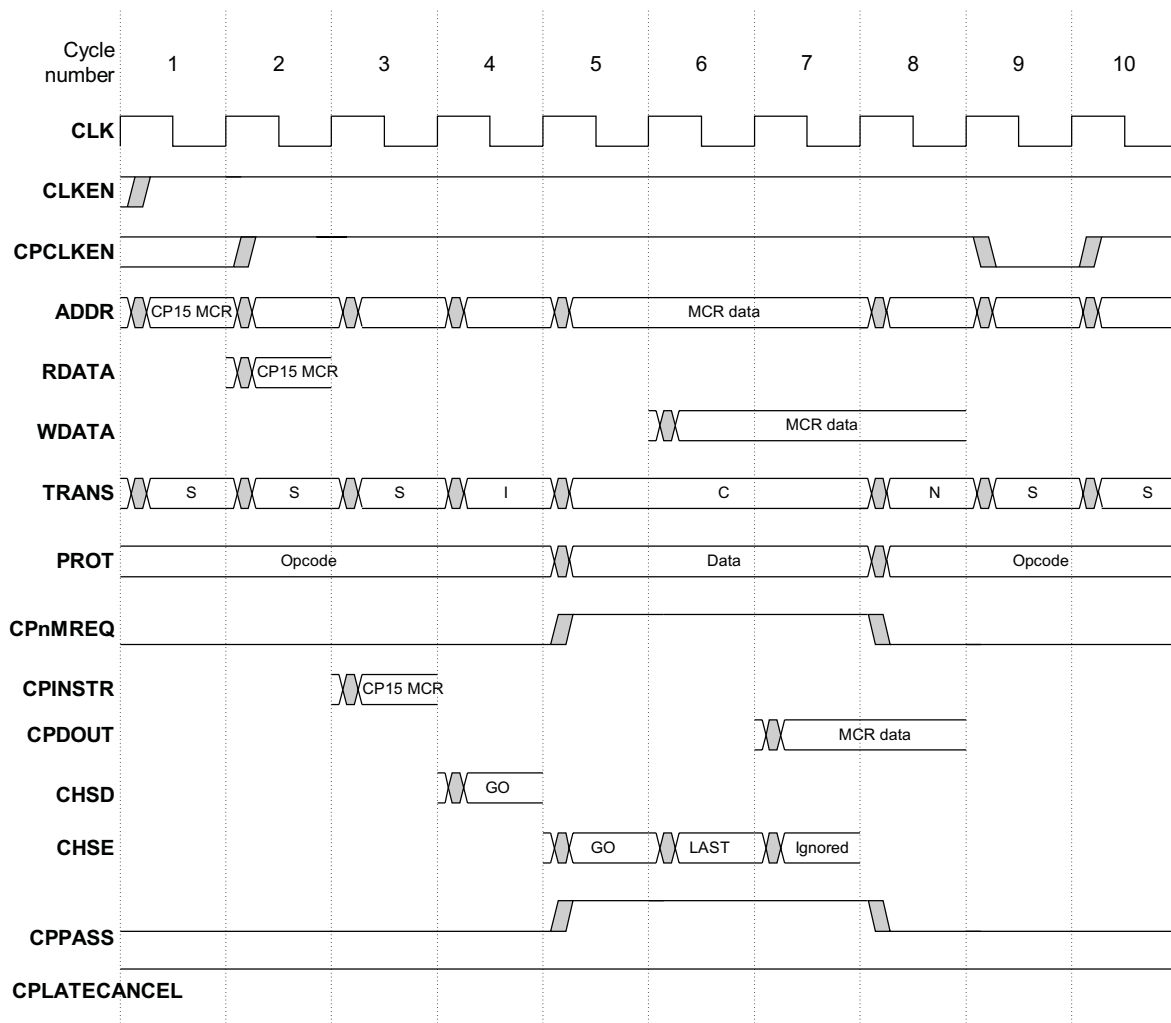 Cycle
number 1 2 3 4 5 6 7 8 9 10
CLK
CLKEN
CPCLKEN
ADDR CP15 MCR MCR data
RDATA CP15 MCR
WDATA MCR data
TRANS S S S I C N S S
PROT Opcode Data Opcode
CPnMREQ
CPINSTR CP15 MCR
CPDOUT MCR data
CHSD GO
CHSE GO LAST Ignored
CPPASS
CPLATECANCEL